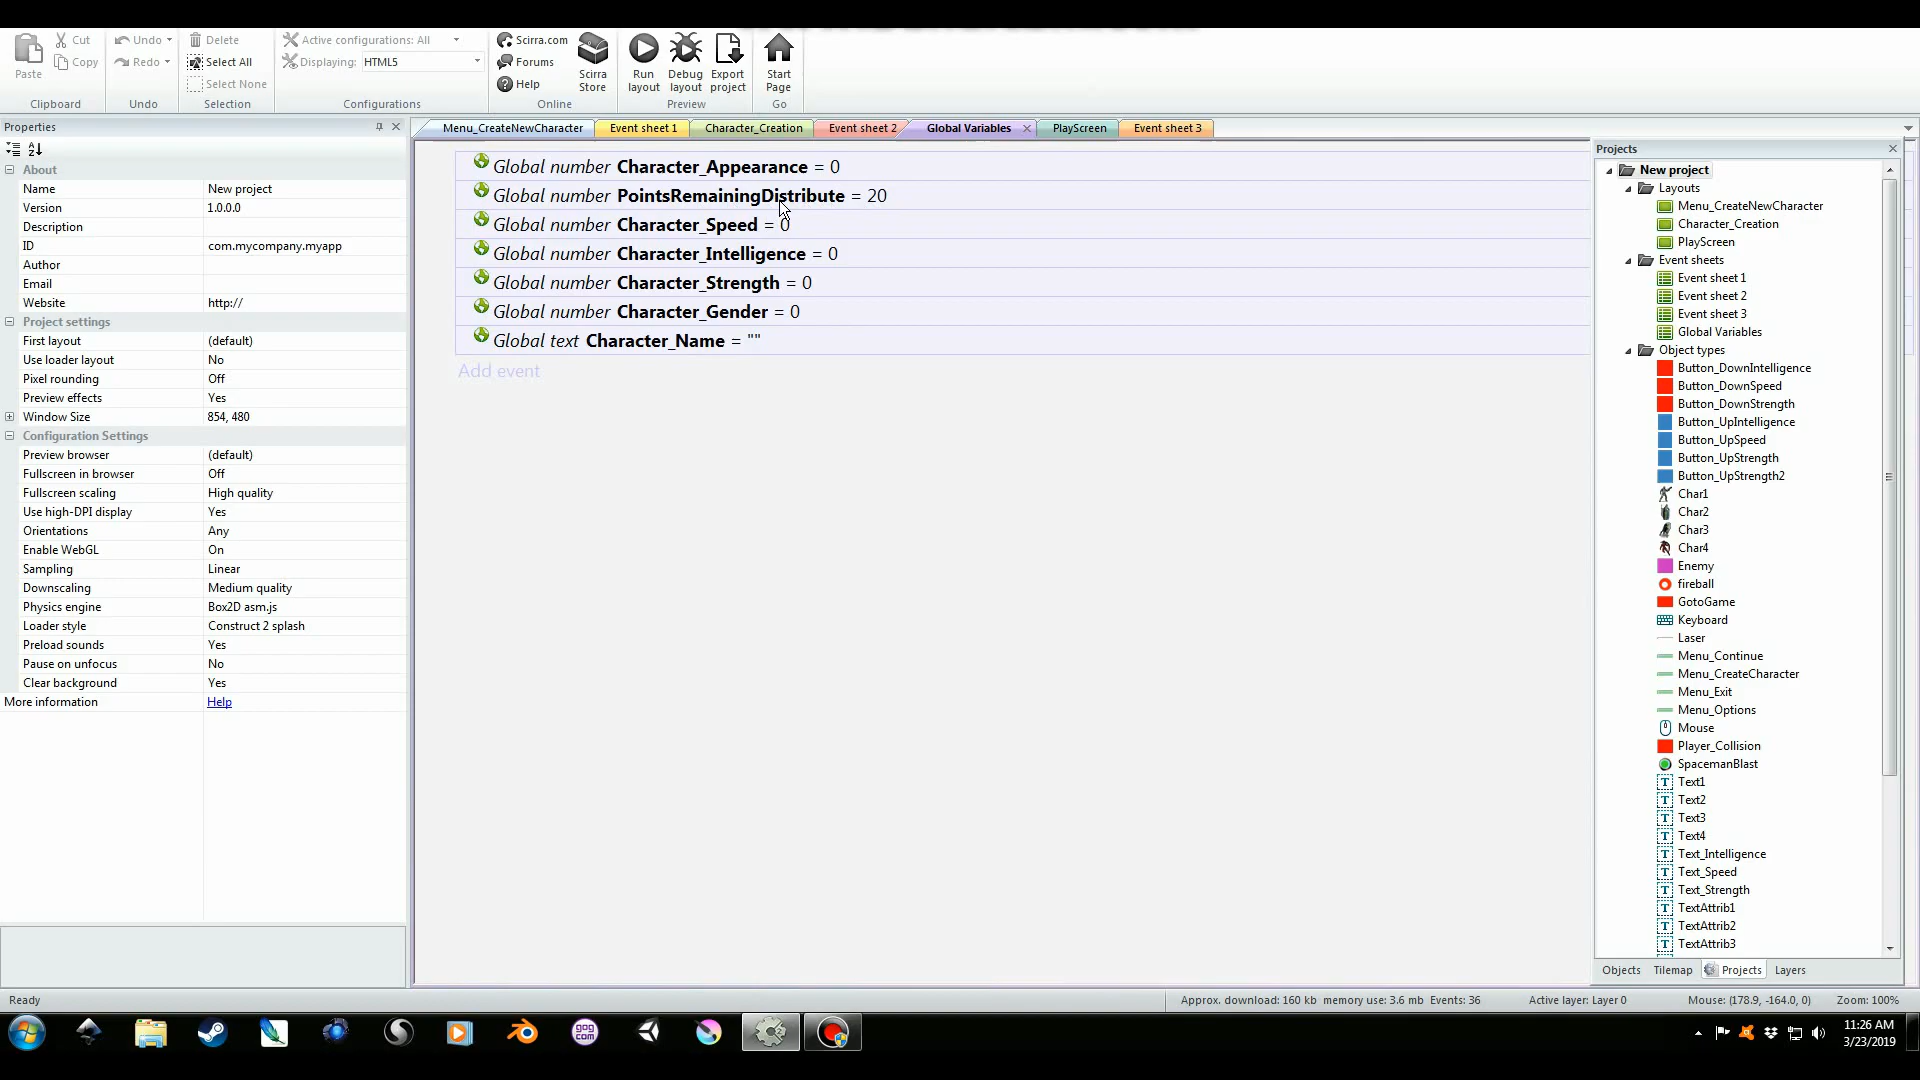 Paste
Cut
Copy
Clipboard
Undo
Redo
Undo
Delete
Select All
Select None
Selection
Active configurations: All
Displaying: HTML5
Configurations
Scirra.com
Forums
Help
Scirra Store
Online
Run layout
Debug layout
Export project
Preview
Start Page
Go
Properties
About
Name New project
Version 1.0.0.0
Description
ID com.mycompany.myapp
Author
Email
Website http://
Project settings
First layout (default)
Use loader layout No
Pixel rounding Off
Preview effects Yes
Window Size 854, 480
Configuration Settings
Preview browser (default)
Fullscreen in browser Off
Fullscreen scaling High quality
Use high-DPI display Yes
Orientations Any
Enable WebGL On
Sampling Linear
Downscaling Medium quality
Physics engine Box2D asm.js
Loader style Construct 2 splash
Preload sounds Yes
Pause on unfocus No
Clear background Yes
More information Help
Menu_CreateNewCharacter Event sheet 1 Character_Creation Event sheet 2 Global Variables PlayScreen Event sheet 3
Global number Character_Appearance = 0
Global number PointsRemainingDistribute = 20
Global number Character_Speed = 0
Global number Character_Intelligence = 0
Global number Character_Strength = 0
Global number Character_Gender = 0
Global text Character_Name = ""
Add event
Projects
New project
Layouts
Menu_CreateNewCharacter
Character_Creation
PlayScreen
Event sheets
Event sheet 1
Event sheet 2
Event sheet 3
Global Variables
Object types
Button_DownIntelligence
Button_DownSpeed
Button_DownStrength
Button_UpIntelligence
Button_UpSpeed
Button_UpStrength
Button_UpStrength2
Char1
Char2
Char3
Char4
Enemy
fireball
GotoGame
Keyboard
Laser
Menu_Continue
Menu_CreateCharacter
Menu_Exit
Menu_Options
Mouse
Player_Collision
SpacemanBlast
Text1
Text2
Text3
Text4
Text_Intelligence
Text_Speed
Text_Strength
TextAttrib1
TextAttrib2
TextAttrib3
Objects Tilemap Projects Layers
Ready
Approx. download: 160 kb memory use: 3.6 mb Events: 36
Active layer: Layer 0
Mouse: (178.9, -164.0, 0)
Zoom: 100%
gog
com
11:26 AM
3/23/2019